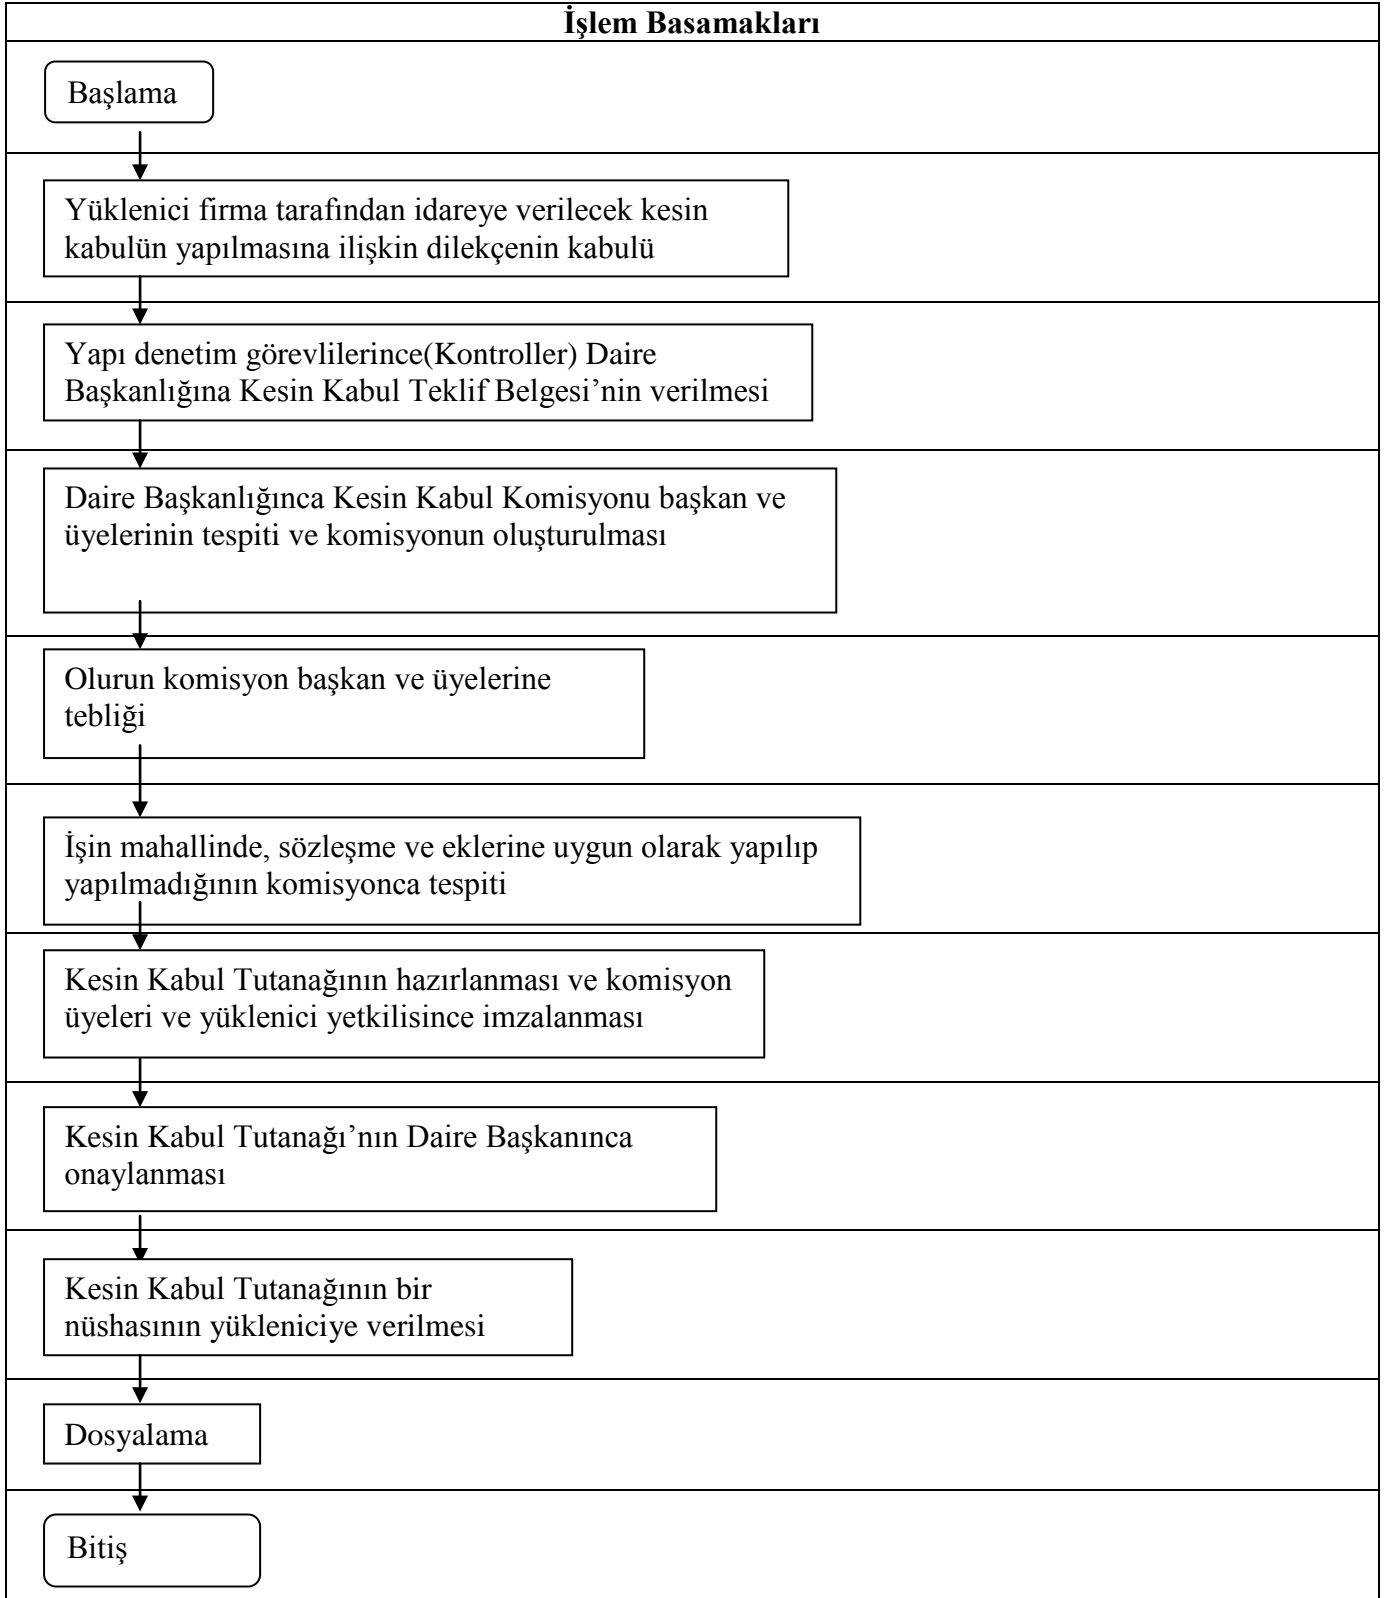 İşlem Basamakları
Başlama
Yüklenici firma tarafından idareye verilecek kesin
kabulün yapılmasına ilişkin dilekçenin kabulü
Yapı denetim görevlilerince(Kontroller) Daire
Başkanlığına Kesin Kabul Teklif Belgesi’nin verilmesi
Daire Başkanlığınca Kesin Kabul Komisyonu başkan ve
üyelerinin tespiti ve komisyonun oluşturulması
Olurun komisyon başkan ve üyelerine
tebliği
İşin mahallinde, sözleşme ve eklerine uygun olarak yapılıp
yapılmadığının komisyonca tespiti
Kesin Kabul Tutanağının hazırlanması ve komisyon
üyeleri ve yüklenici yetkilisince imzalanması
Kesin Kabul Tutanağı’nın Daire Başkanınca
onaylanması
Kesin Kabul Tutanağının bir
nüshasının yükleniciye verilmesi
Dosyalama
Bitiş